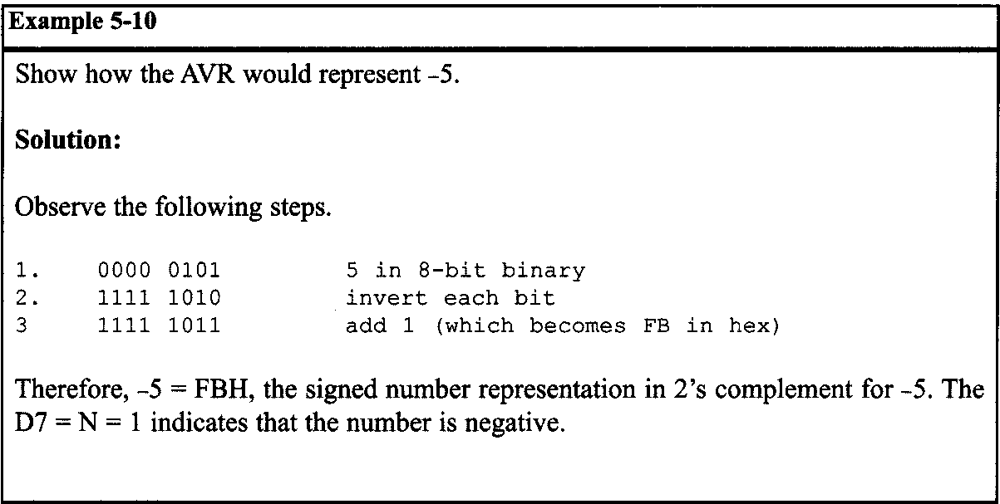 Example 5-10
Show how the AVR would represent –5.
Solution:
Observe the following steps.
1. 0000 0101 5 in 8-bit binary
2. 1111 1010 invert each bit
3 1111 1011 add 1 (which becomes FB in hex)
Therefore, –5 = FBH, the signed number representation in 2's complement for –5. The
D7 = N = 1 indicates that the number is negative.